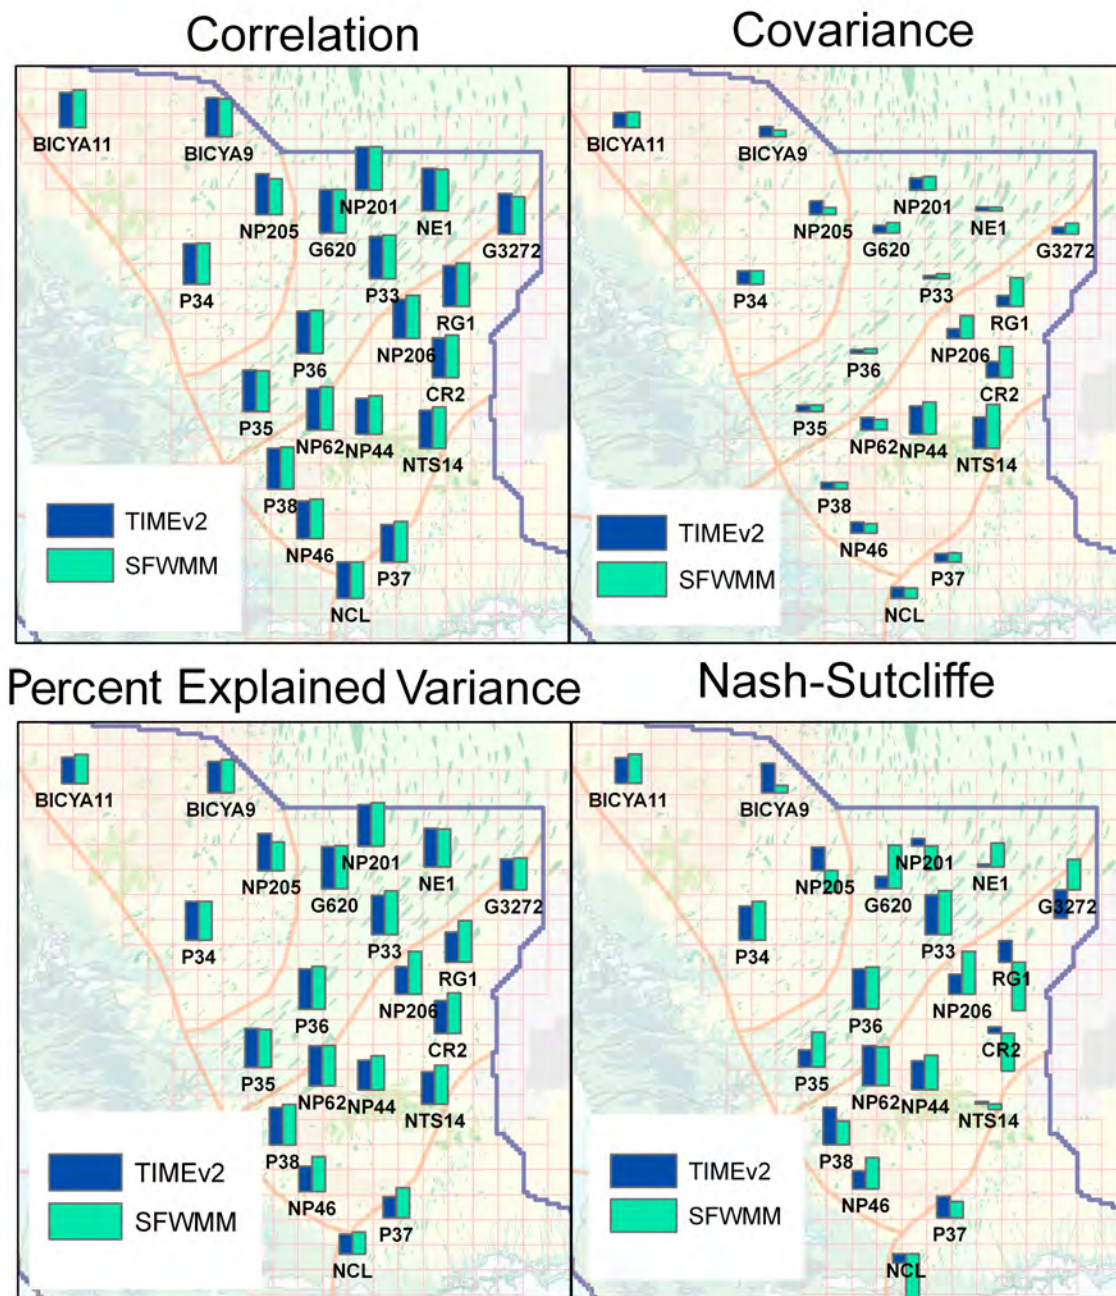 Correlation
BICYA11
BICYA9
NP205
NP201
NE1
G620
G3272
P34
P33
RG1
NP206
P36
CR2
P35
NP62
NP44
NTS14
P38
NP46
P37
NCL
TIMEv2
SFWMM
Covariance
BICYA11
BICYA9
NP201
NP205
NE1
G620
G3272
P34
P33
RG1
NP206
P36
CR2
P35
NP62
NP44
NTS14
P38
NP46
P37
NCL
TIMEv2
SFWMM
Percent Explained Variance
BICYA11
BICYA9
NP201
NP205
NE1
G620
G3272
P34
P33
RG1
NP206
P36
CR2
P35
NP62
NP44
NTS14
P38
NP46
P37
NCL
TIMEv2
SFWMM
Nash-Sutcliffe
BICYA11
BICYA9
NP201
NP205
NE1
G620
G3272
P34
P33
RG1
NP206
P36
CR2
P35
NP62
NP44
NTS14
P38
NP46
P37
NCL
TIMEv2
SFWMM